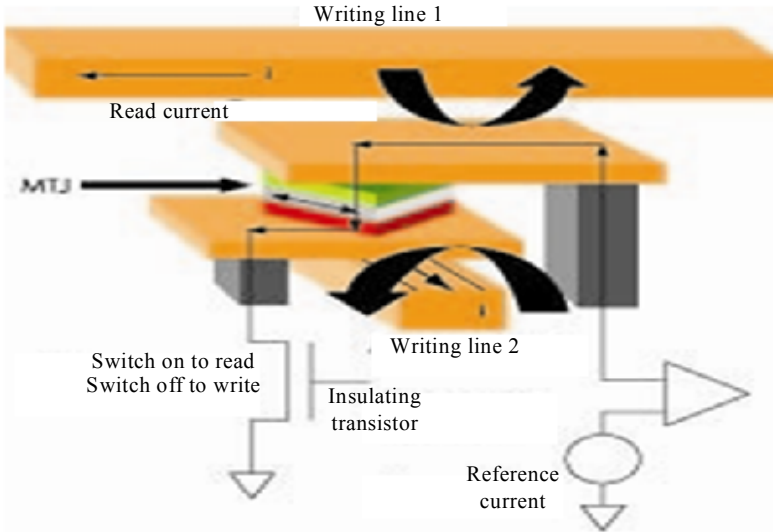 Writing line 1
Read current
MTJ
Writing line 2
Switch on to read
Switch off to write
Insulating
transistor
Reference
current